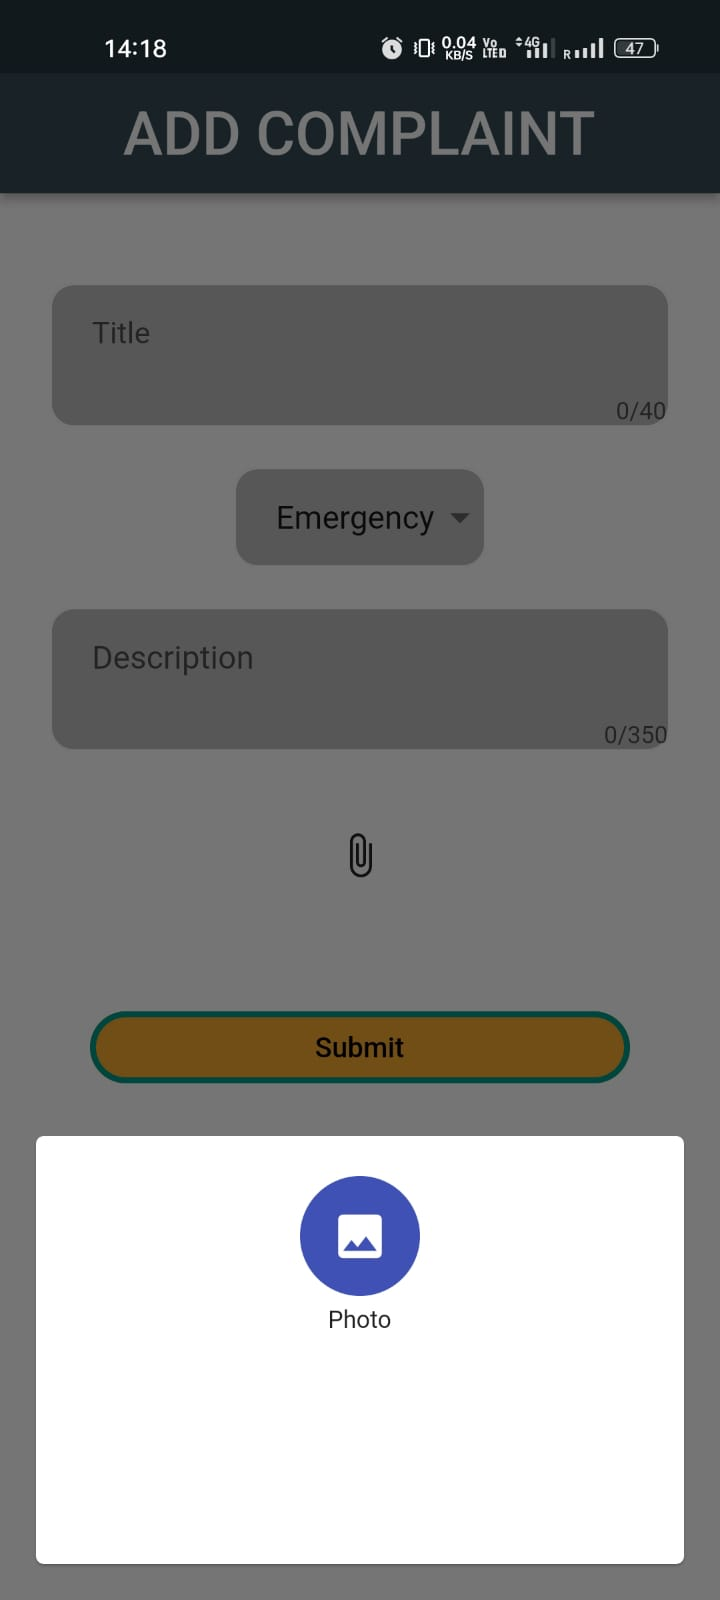 14:18 0.04 KB/S Vo LTED 4G R 47
ADD COMPLAINT
Title
0/40
Emergency
Description
0/350
Submit
Photo